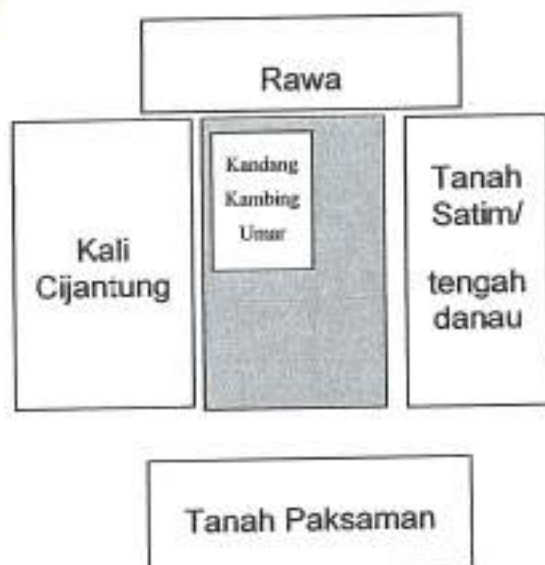 Rawa
Kandang
Kambing
Umar
Kali
Cijantung
Tanah
Satim/
tengah
danau
Tanah Paksaman